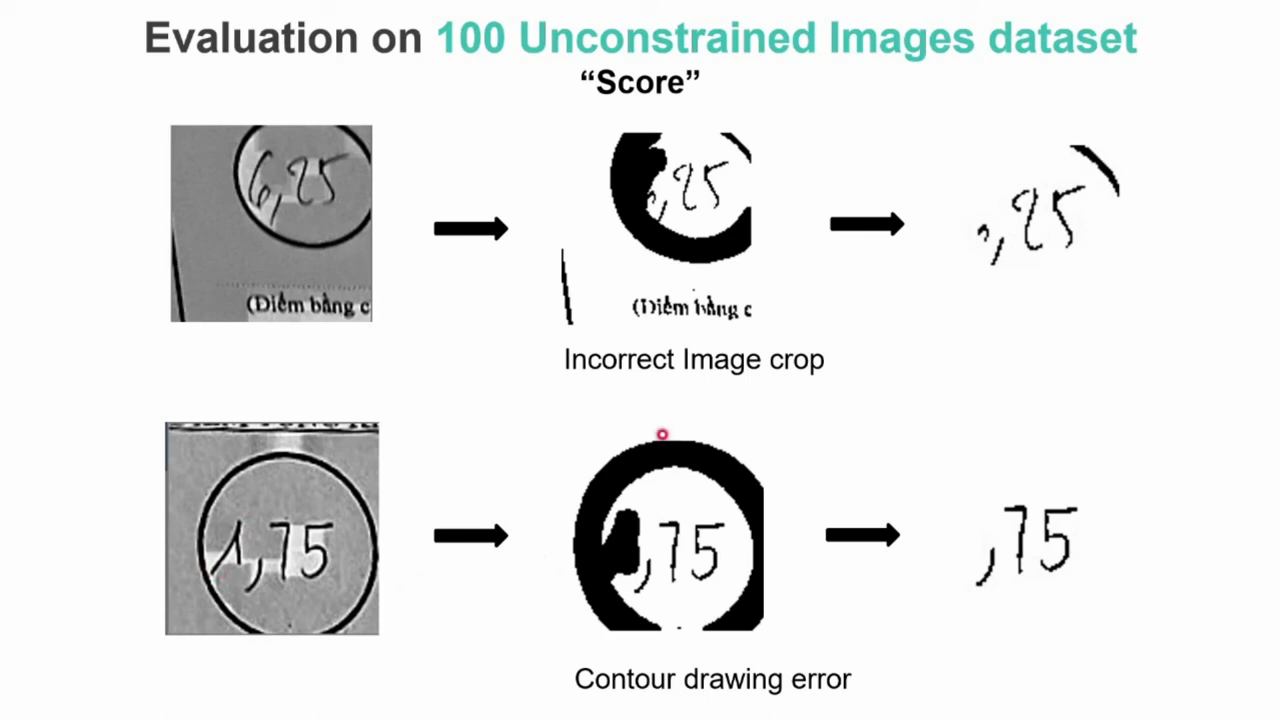 Evaluation on 100 Unconstrained Images dataset
“Score”
6,25
,25
,25
(Điểm bằng c
(Điểm bằng c
Incorrect Image crop
1,75
,75
,75
Contour drawing error